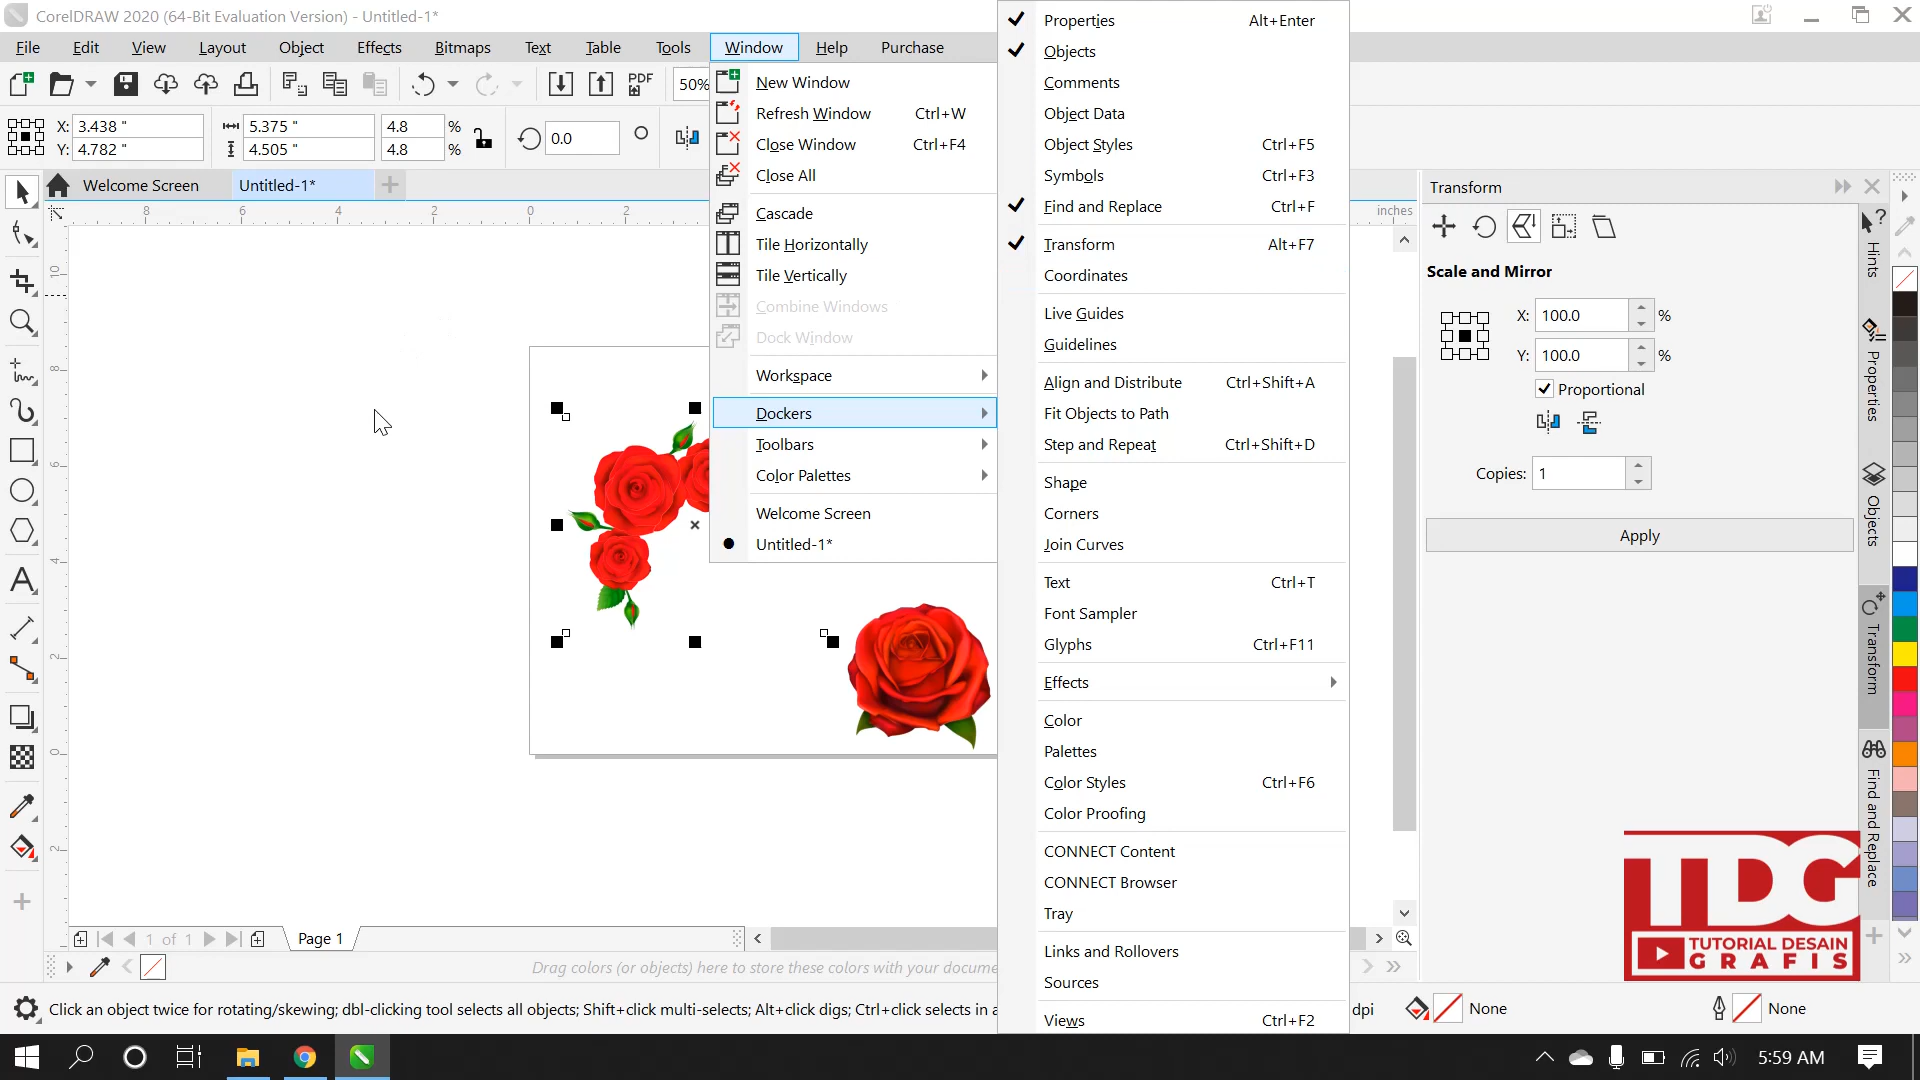 CorelDRAW 2020 (64-Bit Evaluation Version) - Untitled-1*
File Edit View Layout Object Effects Bitmaps Text Table Tools Window Help Purchase
PDF 50%
X: 3.438 " 5.375 " 4.8 % 0.0
Y: 4.782 " 4.505 " 4.8 %
Welcome Screen Untitled-1*
8 6 4 2 0 2 inches
10
8
6
4
2
0
2
New Window
Refresh Window Ctrl+W
Close Window Ctrl+F4
Close All
Cascade
Tile Horizontally
Tile Vertically
Combine Windows
Dock Window
Workspace
Dockers
Toolbars
Color Palettes
Welcome Screen
Untitled-1*
Properties Alt+Enter
Objects
Comments
Object Data
Object Styles Ctrl+F5
Symbols Ctrl+F3
Find and Replace Ctrl+F
Transform Alt+F7
Coordinates
Live Guides
Guidelines
Align and Distribute Ctrl+Shift+A
Fit Objects to Path
Step and Repeat Ctrl+Shift+D
Shape
Corners
Join Curves
Text Ctrl+T
Font Sampler
Glyphs Ctrl+F11
Effects
Color
Palettes
Color Styles Ctrl+F6
Color Proofing
CONNECT Content
CONNECT Browser
Tray
Links and Rollovers
Sources
Views Ctrl+F2
Transform
Scale and Mirror
X: 100.0 %
Y: 100.0 %
Proportional
Copies: 1
Apply
Hints
Properties
Objects
Transform
Find and Replace
TDG
TUTORIAL DESAIN
GRAFIS
1 of 1 Page 1
Drag colors (or objects) here to store these colors with your docume
Click an object twice for rotating/skewing; dbl-clicking tool selects all objects; Shift+click multi-selects; Alt+click digs; Ctrl+click selects in a
dpi None None
5:59 AM